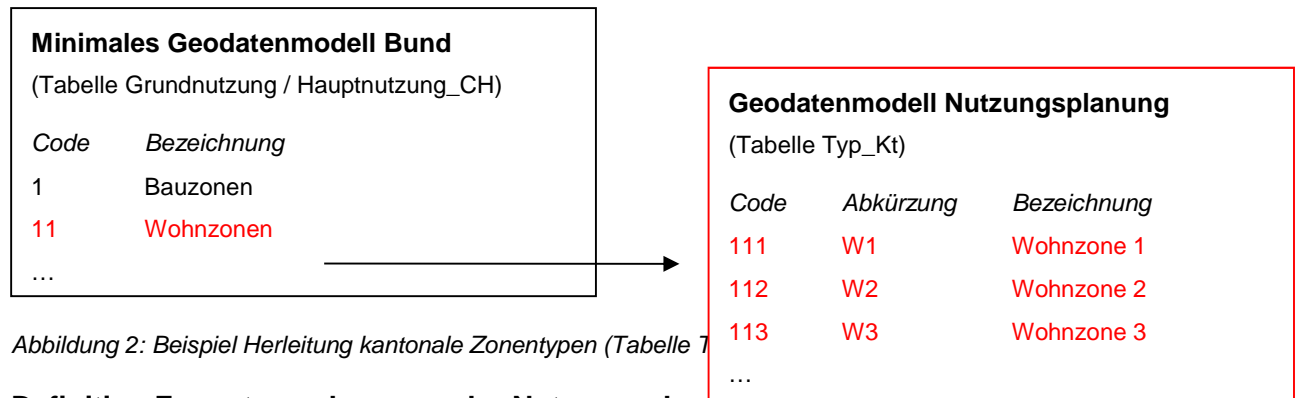 Minimales Geodatenmodell Bund
(Tabelle Grundnutzung / Hauptnutzung_CH)
Code Bezeichnung
1 Bauzonen
11 Wohnzonen
…
Geodatenmodell Nutzungsplanung
(Tabelle Typ_Kt)
Code Abkürzung Bezeichnung
111 W1 Wohnzone 1
112 W2 Wohnzone 2
113 W3 Wohnzone 3
…
Abbildung 2: Beispiel Herleitung kantonale Zonentypen (Tabelle T